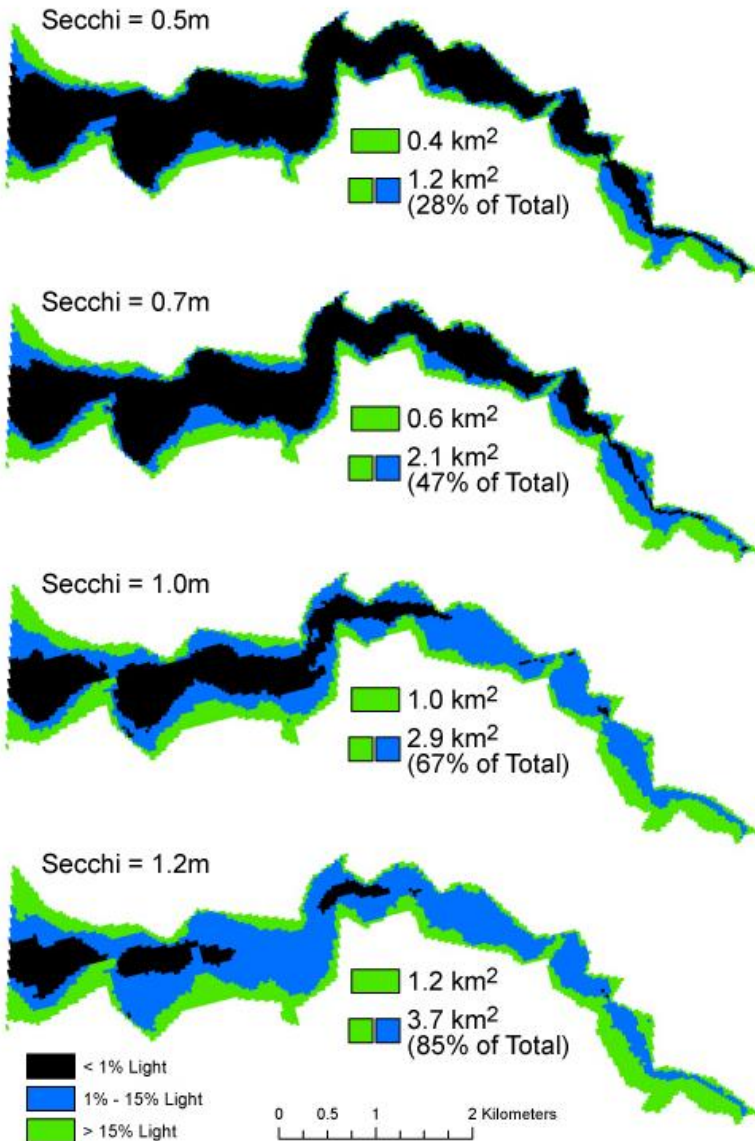 Secchi = 0.5m
0.4 km²
1.2 km²
(28% of Total)
Secchi = 0.7m
0.6 km²
2.1 km²
(47% of Total)
Secchi = 1.0m
1.0 km²
2.9 km²
(67% of Total)
Secchi = 1.2m
1.2 km²
3.7 km²
(85% of Total)
< 1% Light
1% - 15% Light
> 15% Light
0 0.5 1 2 Kilometers